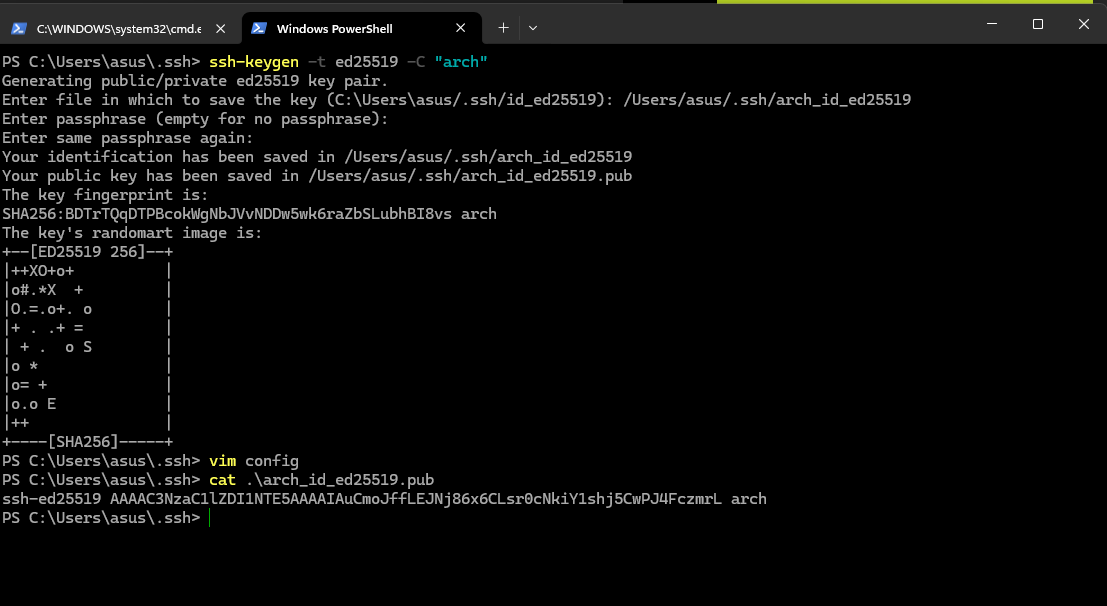 C:\WINDOWS\system32\cmd.e
Windows PowerShell
PS C:\Users\asus\.ssh> ssh-keygen -t ed25519 -C "arch"
Generating public/private ed25519 key pair.
Enter file in which to save the key (C:\Users\asus/.ssh/id_ed25519): /Users/asus/.ssh/arch_id_ed25519
Enter passphrase (empty for no passphrase):
Enter same passphrase again:
Your identification has been saved in /Users/asus/.ssh/arch_id_ed25519
Your public key has been saved in /Users/asus/.ssh/arch_id_ed25519.pub
The key fingerprint is:
SHA256:BDTrTQqDTPBcokWgNbJVvNDDw5wk6raZbSLubhBI8vs arch
The key's randomart image is:
+--[ED25519 256]--+
|++XO+o+          |
|o#.*X  +         |
|O.=.o+. o        |
|+ . .+ =         |
| + .  o S        |
|o *              |
|o= +             |
|o.o E            |
|++               |
+----[SHA256]-----+
PS C:\Users\asus\.ssh> vim config
PS C:\Users\asus\.ssh> cat .\arch_id_ed25519.pub
ssh-ed25519 AAAAC3NzaC1lZDI1NTE5AAAAIAuCmoJffLEJNj86x6CLsr0cNkiY1shj5CwPJ4FczmrL arch
PS C:\Users\asus\.ssh>